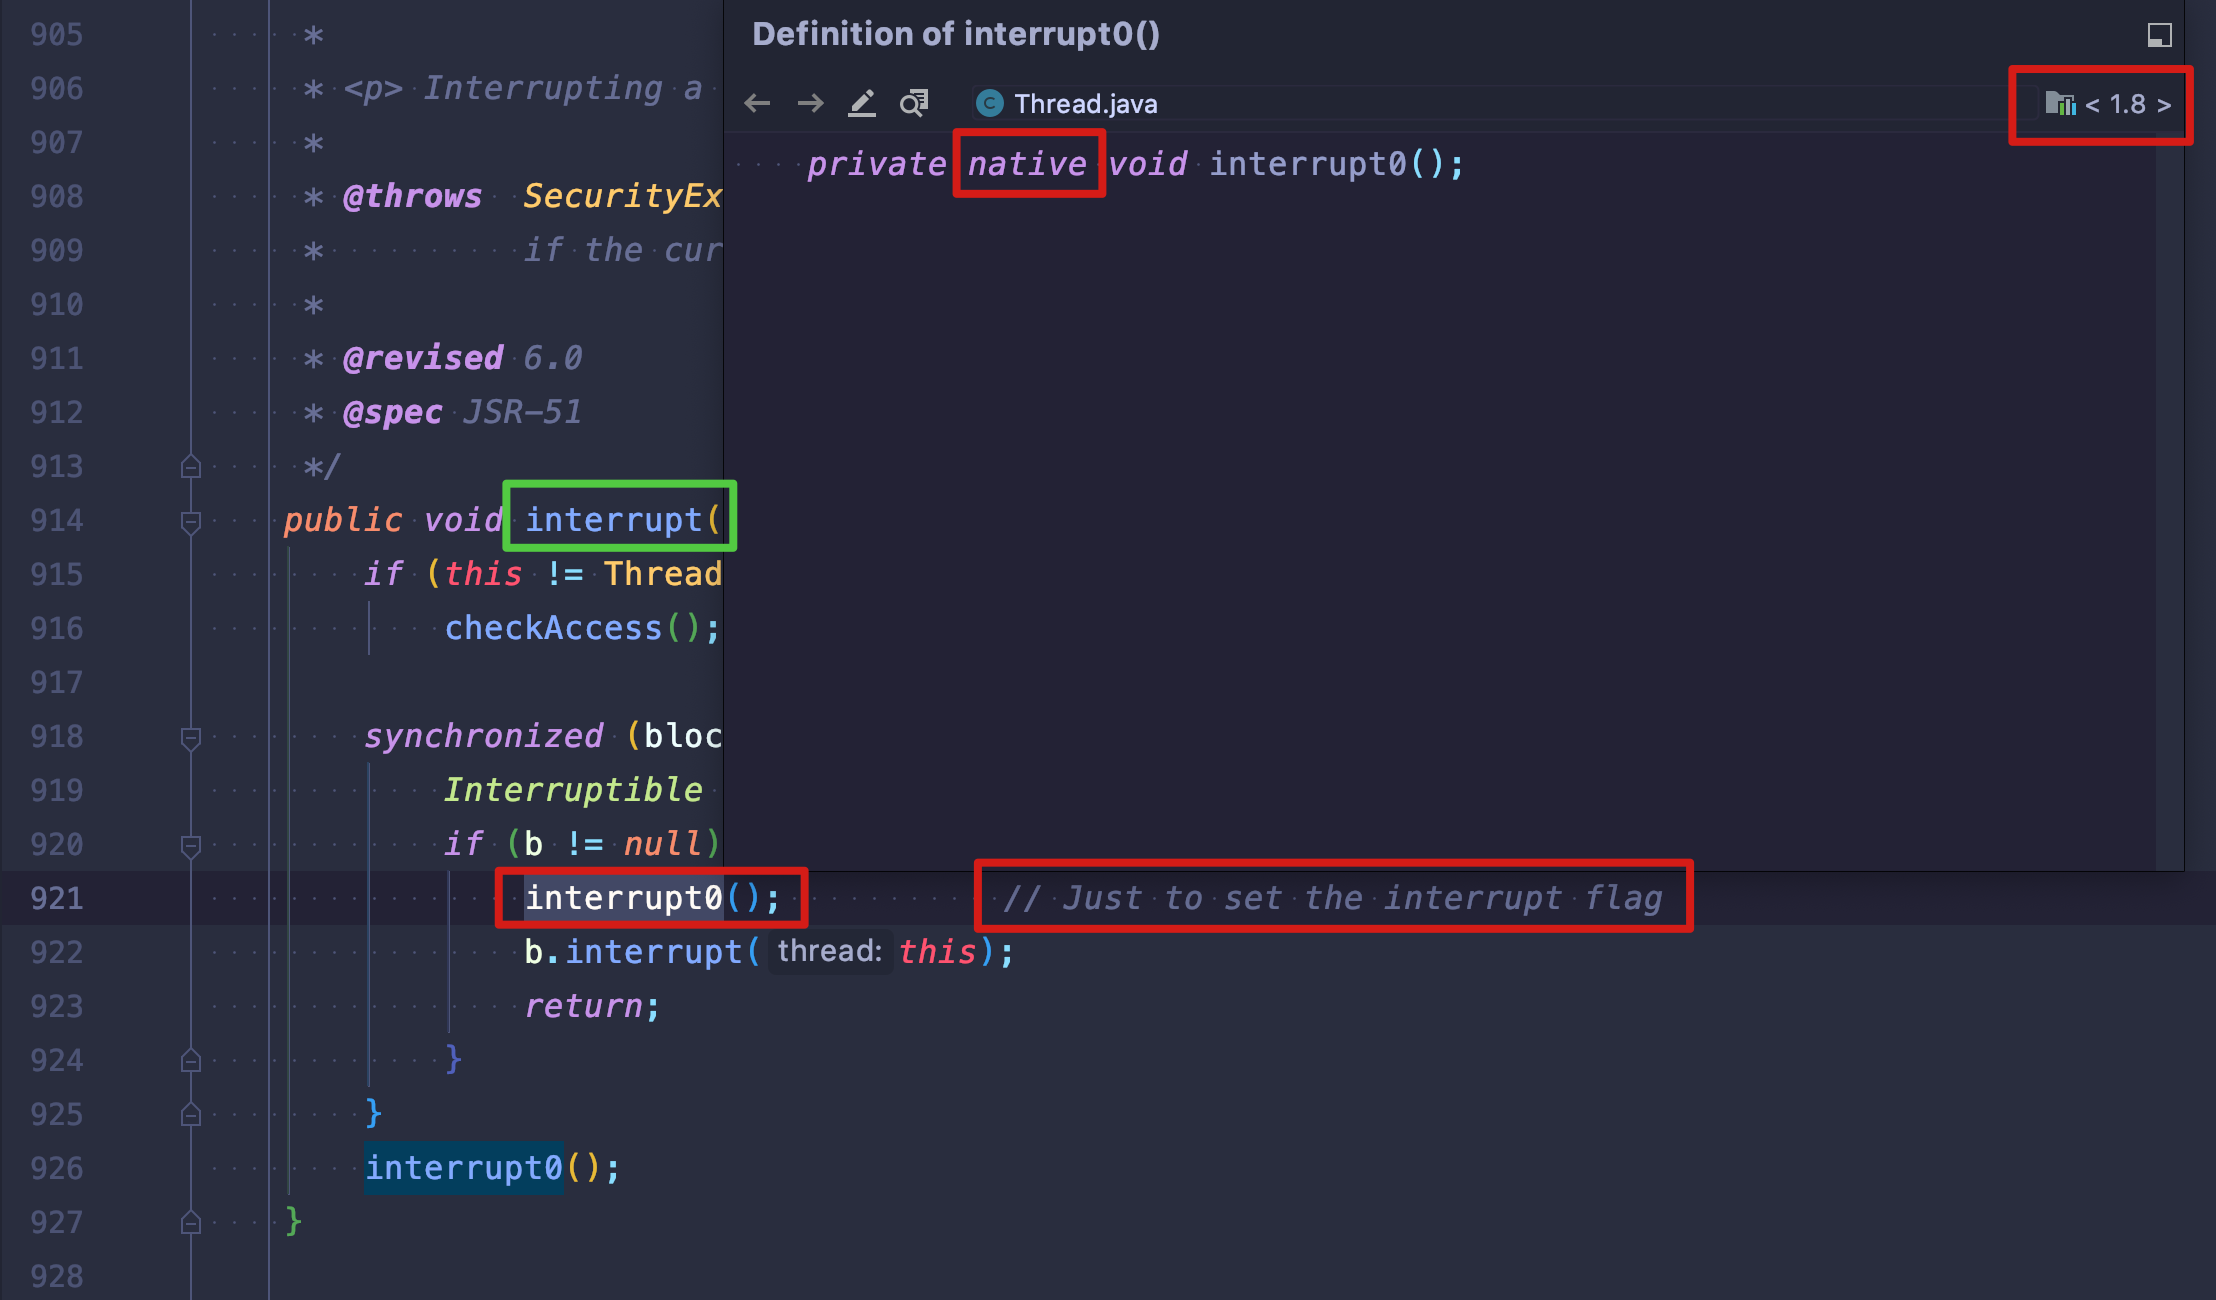 905 *
906 * <p> Interrupting a
907 *
908 * @throws SecurityEx
909 * if the cur
910 *
911 * @revised 6.0
912 * @spec JSR-51
913 */
914 public void interrupt(
915 if (this != Thread
916 checkAccess();
917
918 synchronized (bloc
919 Interruptible
920 if (b != null)
921 interrupt0(); // Just to set the interrupt flag
922 b.interrupt( thread: this);
923 return;
924 }
925 }
926 interrupt0();
927 }
928
Definition of interrupt0()
C Thread.java < 1.8 >
private native void interrupt0();